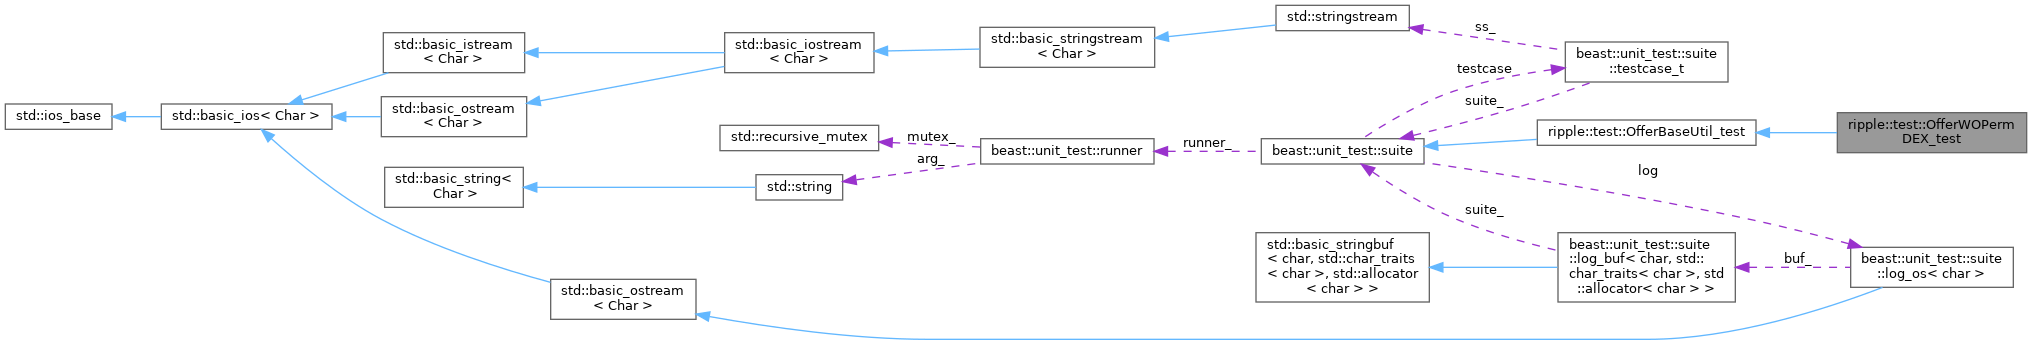 std::stringstream
ss_
std::basic_stringstream
< Char >
std::basic_istream
< Char >
std::basic_iostream
< Char >
beast::unit_test::suite
::testcase_t
testcase
suite_
std::ios_base
std::basic_ios< Char >
std::basic_ostream
< Char >
ripple::test::OfferWOPerm
DEX_test
ripple::test::OfferBaseUtil_test
std::recursive_mutex
mutex_
beast::unit_test::runner
runner_
beast::unit_test::suite
arg_
log
std::basic_string<
Char >
std::string
suite_
std::basic_stringbuf
< char, std::char_traits
< char >, std::allocator
< char > >
beast::unit_test::suite
::log_buf< char, std::
char_traits< char >, std
::allocator< char > >
buf_
beast::unit_test::suite
::log_os< char >
std::basic_ostream
< Char >